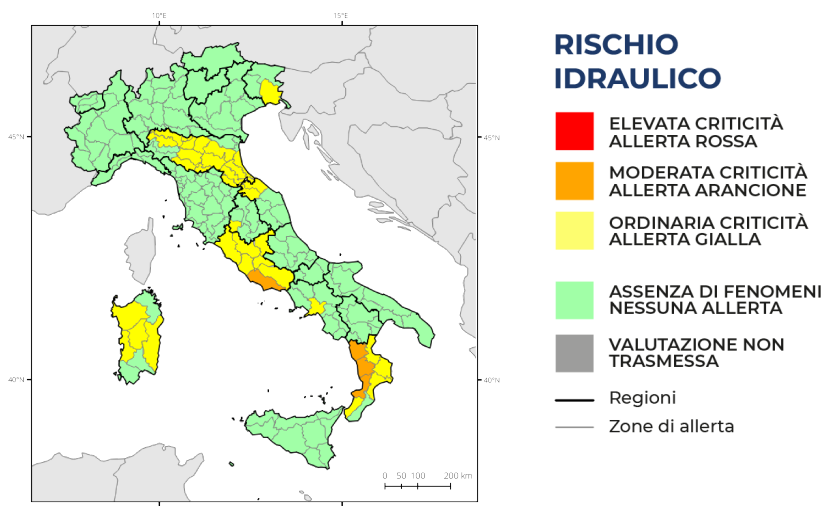 10°E
15°E
45°N
45°N
40°N
40°N
0 50 100 200 km
RISCHIO
IDRAULICO
ELEVATA CRITICITÀ
ALLERTA ROSSA
MODERATA CRITICITÀ
ALLERTA ARANCIONE
ORDINARIA CRITICITÀ
ALLERTA GIALLA
ASSENZA DI FENOMENI
NESSUNA ALLERTA
VALUTAZIONE NON
TRASMESSA
Regioni
Zone di allerta